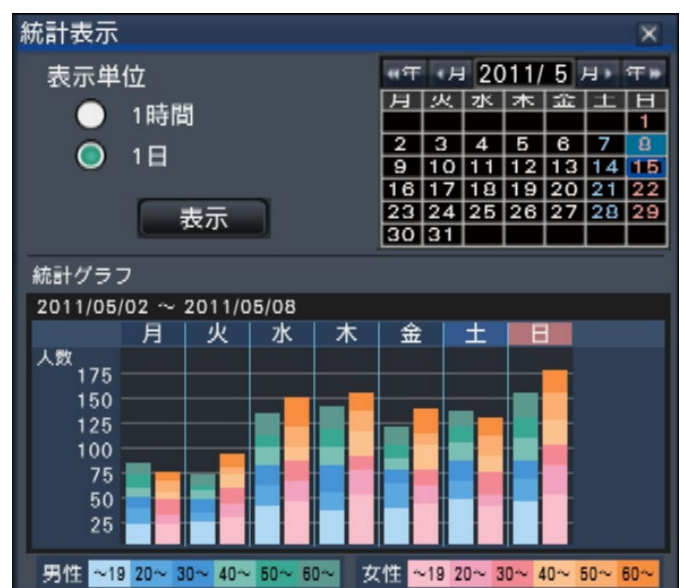 統計表示
表示単位
1時間
1日
表示
年 月 2011/ 5 月 年
月 火 水 木 金 土 日
1
2 3 4 5 6 7 8
9 10 11 12 13 14 15
16 17 18 19 20 21 22
23 24 25 26 27 28 29
30 31
統計グラフ
2011/05/02 ～ 2011/05/08
月 火 水 木 金 土 日
人数
175
150
125
100
75
50
25
男性 ～19 20～ 30～ 40～ 50～ 60～ 女性 ～19 20～ 30～ 40～ 50～ 60～